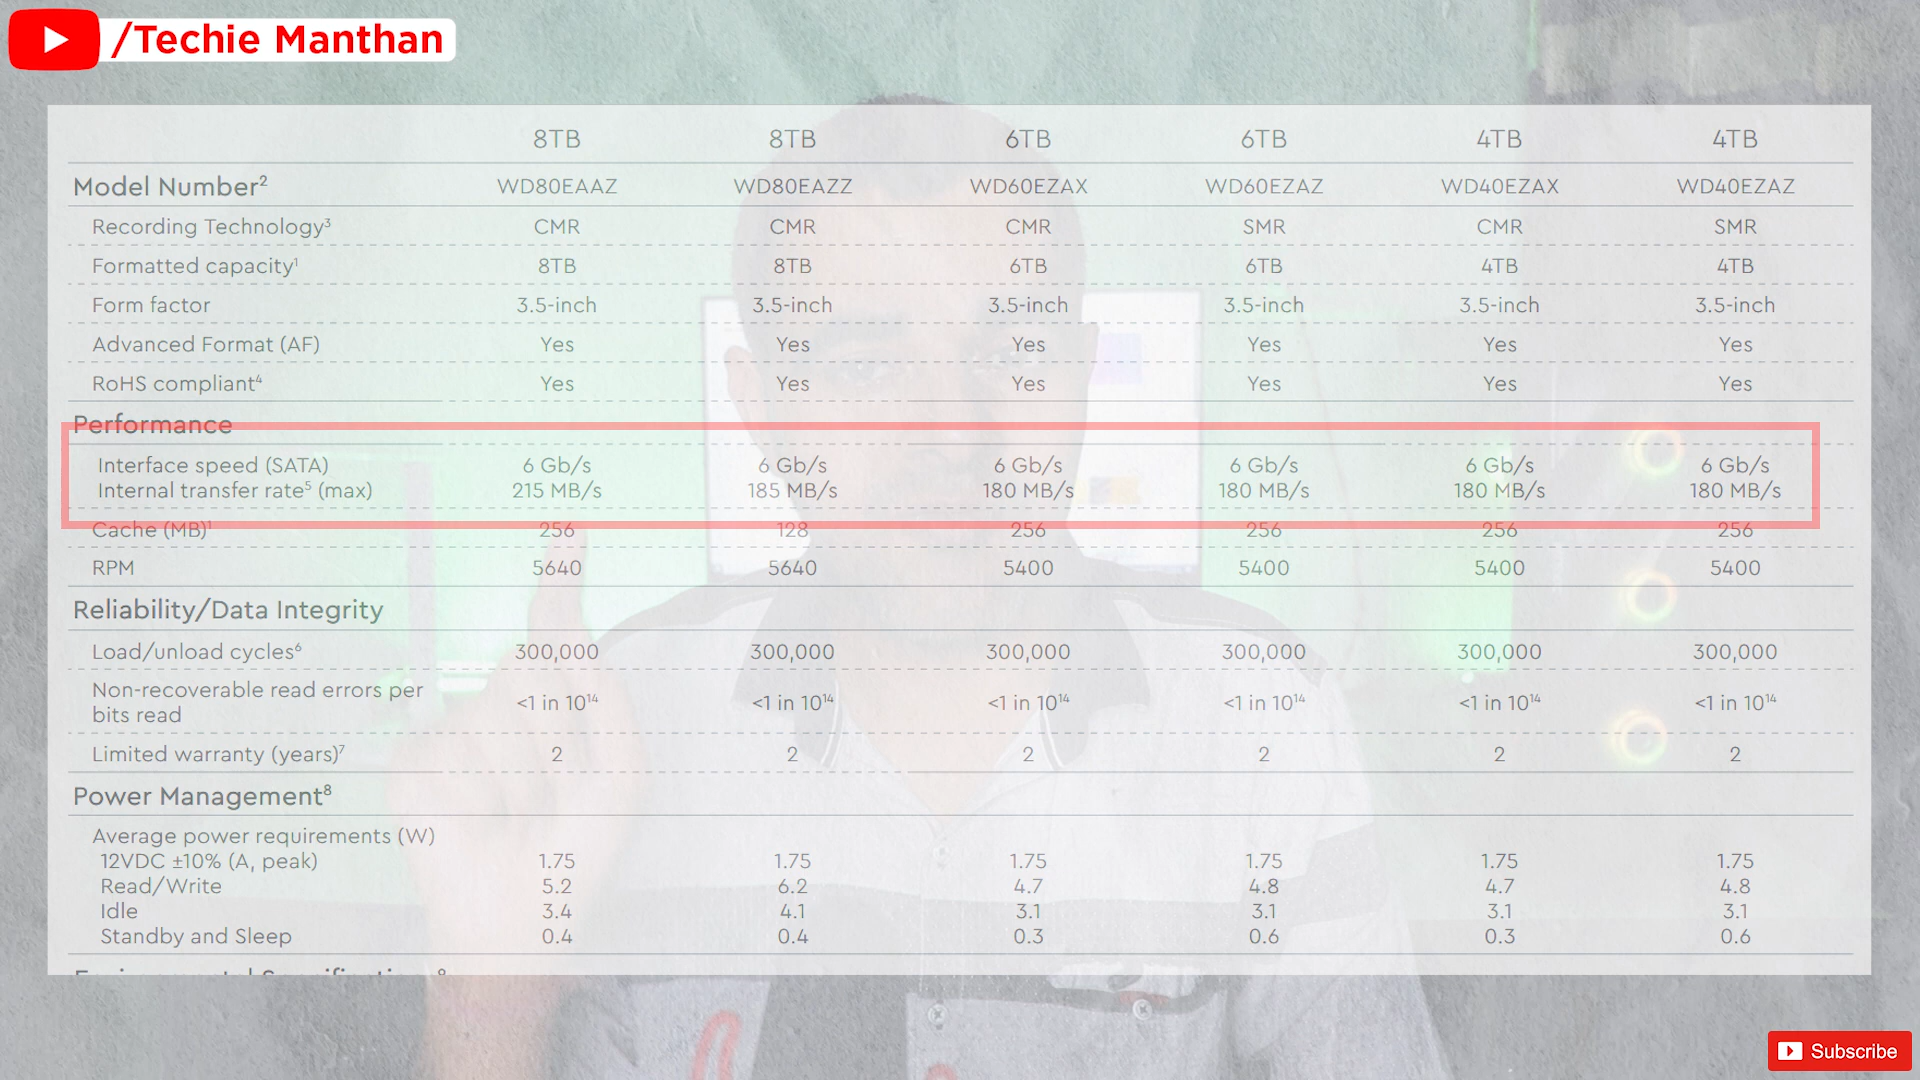 /Techie Manthan
8TB 8TB 6TB 6TB 4TB 4TB
Model Number² WD80EAAZ WD80EAZZ WD60EZAX WD60EZAZ WD40EZAX WD40EZAZ
Recording Technology³ CMR CMR CMR SMR CMR SMR
Formatted capacity¹ 8TB 8TB 6TB 6TB 4TB 4TB
Form factor 3.5-inch 3.5-inch 3.5-inch 3.5-inch 3.5-inch 3.5-inch
Advanced Format (AF) Yes Yes Yes Yes Yes Yes
RoHS compliant⁴ Yes Yes Yes Yes Yes Yes
Performance
Interface speed (SATA) 6 Gb/s 6 Gb/s 6 Gb/s 6 Gb/s 6 Gb/s 6 Gb/s
Internal transfer rate⁵ (max) 215 MB/s 185 MB/s 180 MB/s 180 MB/s 180 MB/s 180 MB/s
Cache (MB)¹ 256 128 256 256 256 256
RPM 5640 5640 5400 5400 5400 5400
Reliability/Data Integrity
Load/unload cycles⁶ 300,000 300,000 300,000 300,000 300,000 300,000
Non-recoverable read errors per
bits read <1 in 10¹⁴ <1 in 10¹⁴ <1 in 10¹⁴ <1 in 10¹⁴ <1 in 10¹⁴ <1 in 10¹⁴
Limited warranty (years)⁷ 2 2 2 2 2 2
Power Management⁸
Average power requirements (W)
12VDC ±10% (A, peak) 1.75 1.75 1.75 1.75 1.75 1.75
Read/Write 5.2 6.2 4.7 4.8 4.7 4.8
Idle 3.4 4.1 3.1 3.1 3.1 3.1
Standby and Sleep 0.4 0.4 0.3 0.6 0.3 0.6
Subscribe